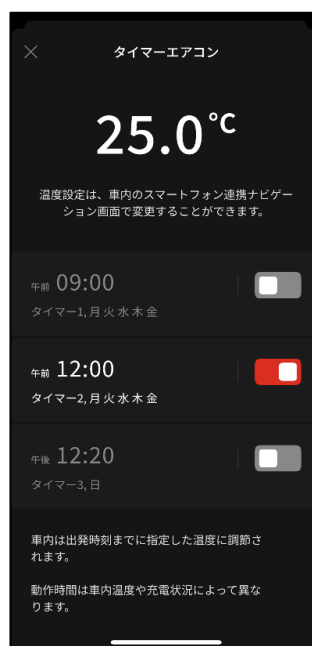 タイマーエアコン
25.0℃
温度設定は、車内のスマートフォン連携ナビゲー
ション画面で変更することができます。
午前 09:00
タイマー1, 月 火 水 木 金
午前 12:00
タイマー2, 月 火 水 木 金
午後 12:20
タイマー3, 日
車内は出発時刻までに指定した温度に調節さ
れます。
動作時間は車内温度や充電状況によって異な
ります。